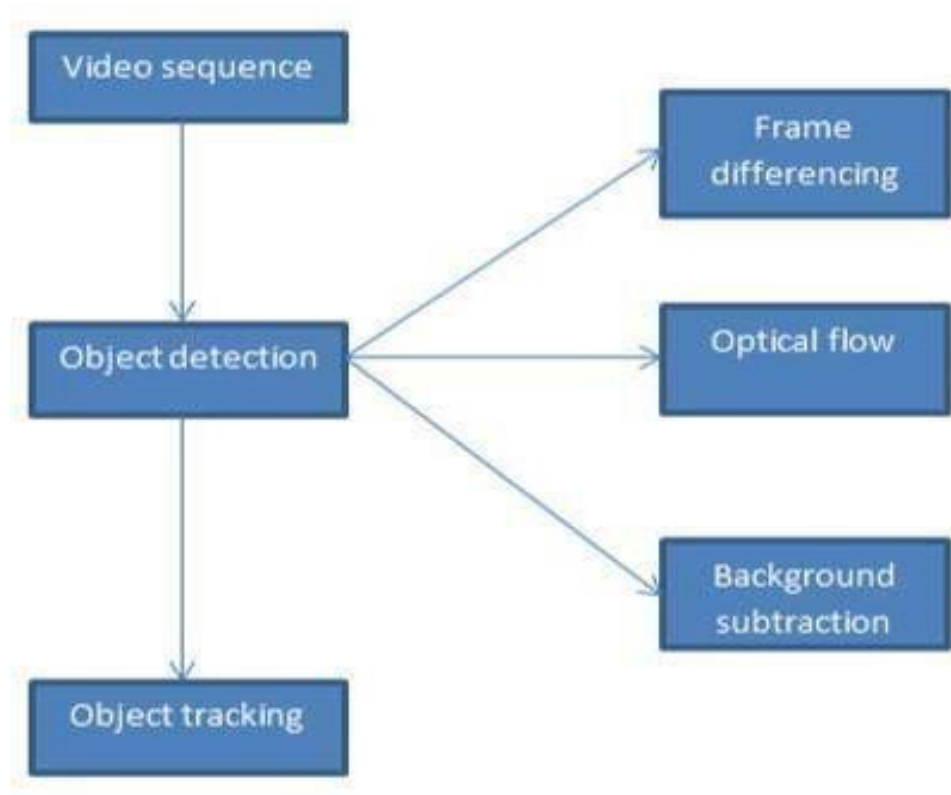 Video sequence
Frame
differencing
Object detection
Optical flow
Background
subtraction
Object tracking